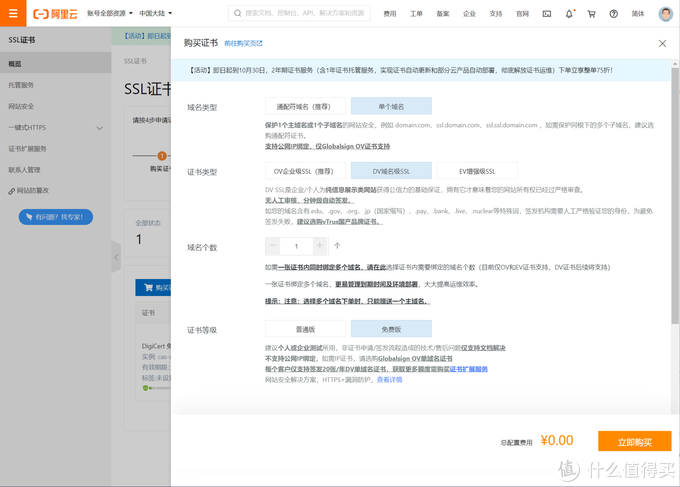 阿里云
账号全部资源
中国大陆
搜索文档、控制台、API、解决方案和资源
费用
工单
备案
企业
支持
官网
简体
SSL证书
概览
托管服务
网站安全
一键式HTTPS
证书扩展服务
联系人管理
网站防篡改
有问题？找专家！
【活动】即日起到
SSL证书
SSL证书
请按4步申请
1
购买证书
全部状态
1
购买
证书
DigiCert 免
实例: cas-
有效期限:
标签:未设
购买证书
前往购买页
【活动】即日起到10月30日，2年期证书服务（含1年证书托管服务，实现证书自动更新和部分云产品自动部署，彻底解放证书运维）下单立享整单75折！
域名类型
通配符域名（推荐）
单个域名
保护1个主域名或1个子域名的网站安全，例如 domain.com、ssl.domain.com、ssl.ssl.domain.com ，如需保护同级下的多个子域名，建议选
购通配符证书。
支持公网IP绑定，仅Globalsign OV证书支持
证书类型
OV企业级SSL（推荐）
DV域名级SSL
EV增强级SSL
DV SSL是企业/个人为纯信息展示类网站获得公信力的基础保证，拥有它才意味着您的网站所有权已经过严格审查。
无人工审核、分钟级自动签发。
如您的域名含有.edu、.gov、.org、.jp（国家缩写）、.pay、.bank、.live、.nuclear等特殊词，签发机构需要人工严格验证您的身份，为避免
签发失败，建议选购vTrus国产品牌证书。
域名个数
1
个
如需一张证书内同时绑定多个域名，请在此选择证书内需要绑定的域名个数（目前仅OV和EV证书支持，DV证书后续将支持）
一张证书绑定多个域名，更易管理到期时间及环境部署，大大提高运维效率。
提示：注意：选择多个域名下单时，只能赠送一个主域名。
证书等级
普通版
免费版
建议个人或企业测试所用，非证书申请/签发流程造成的技术/售后问题仅支持文档解决
不支持公网IP绑定，如需IP证书，请选购Globalsign OV单域名证书
每个客户仅支持签发20张/年DV单域名证书，获取更多额度需购买证书扩展服务
网站安全解决方案，HTTPS+漏洞防护，查看详情
总配置费用
¥0.00
立即购买
值 什么值得买